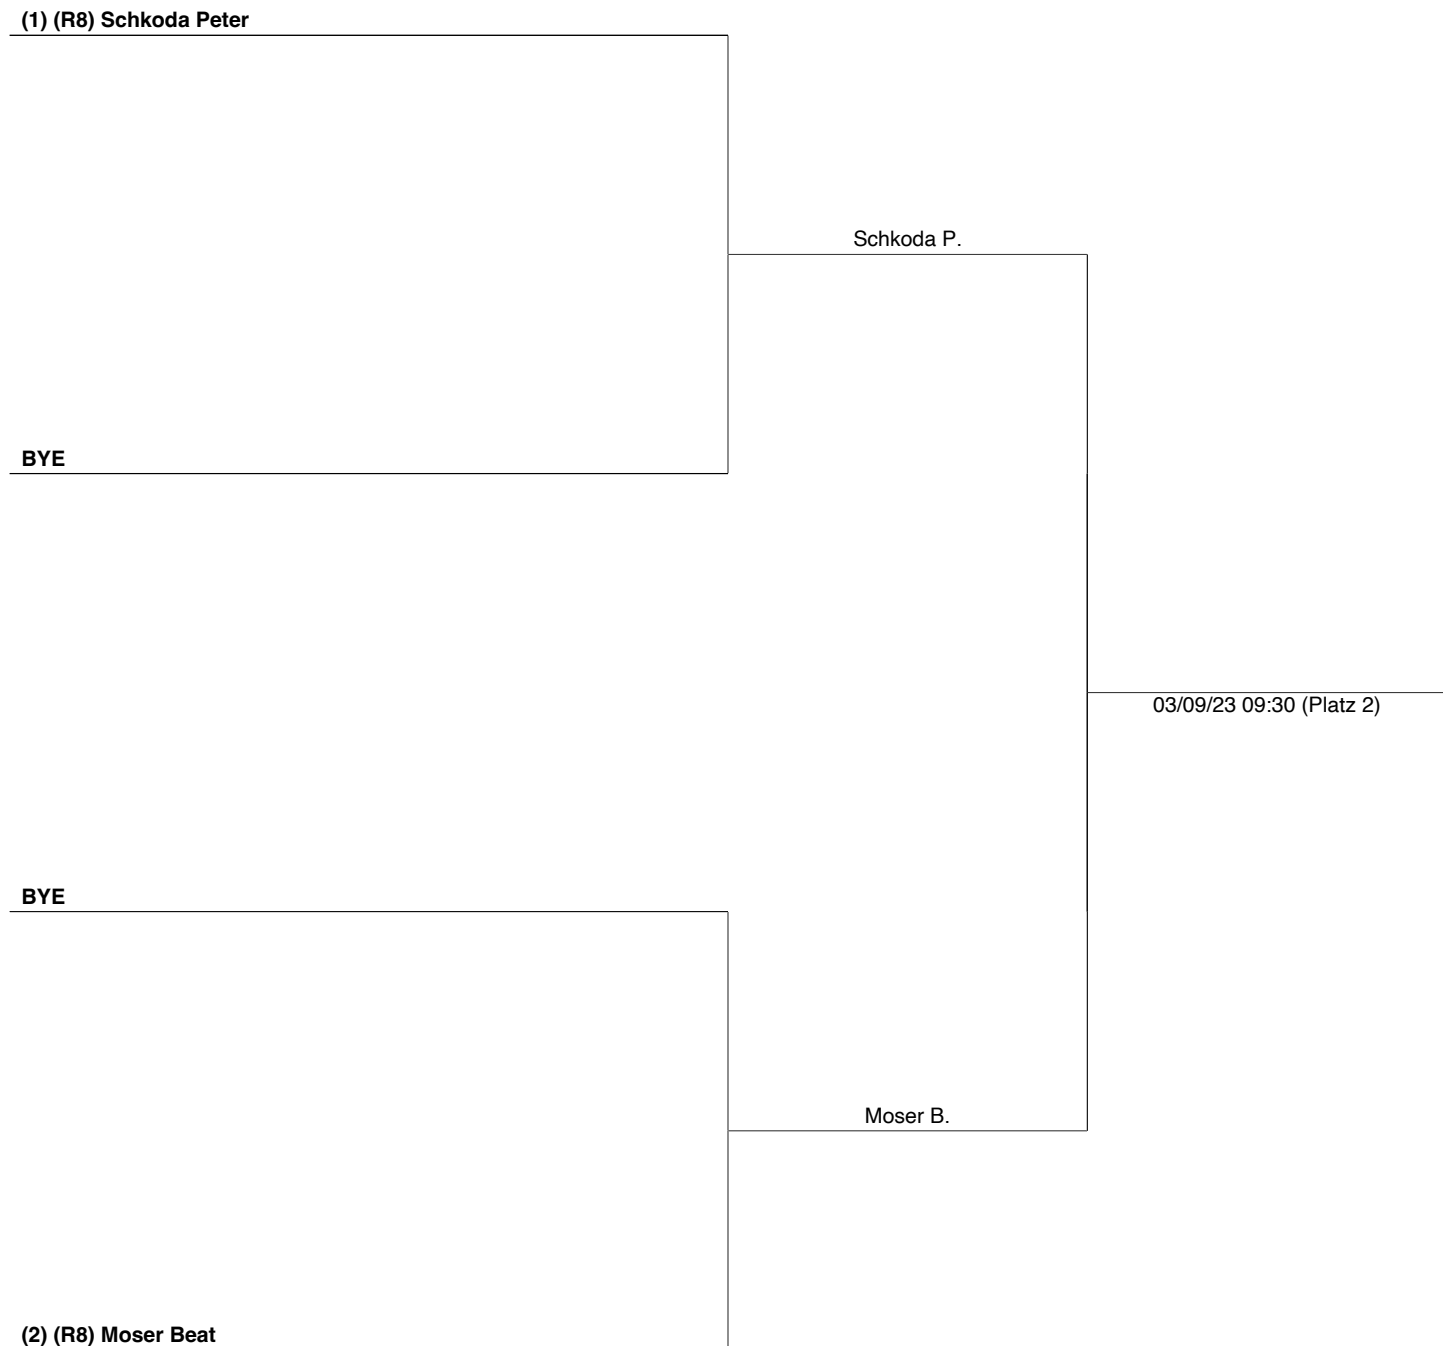 (1) (R8) Schkoda Peter
Schkoda P.
BYE
03/09/23 09:30 (Platz 2)
BYE
Moser B.
(2) (R8) Moser Beat